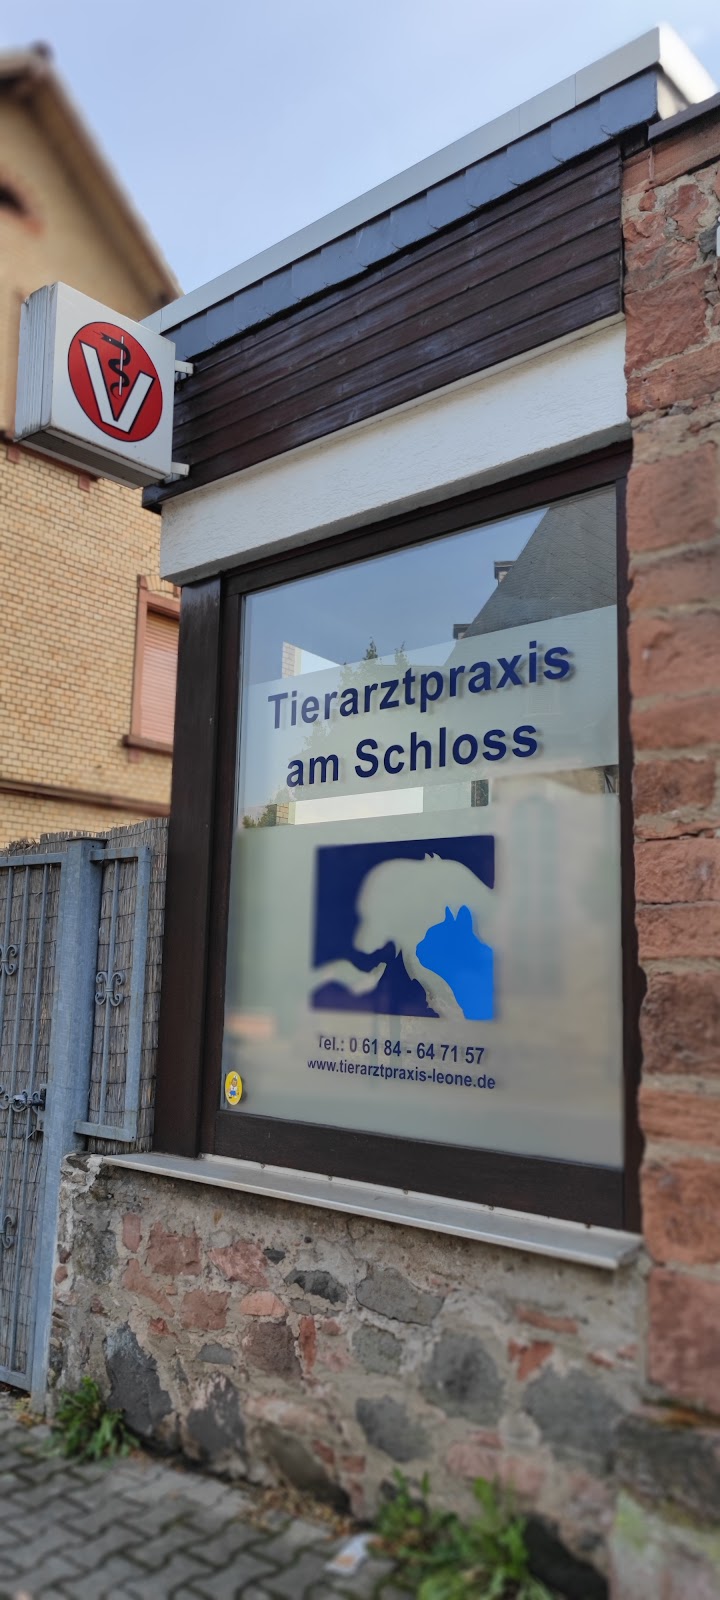 V
Tierarztpraxis
am Schloss
Tel.: 0 61 84 - 64 71 57
www.tierarztpraxis-leone.de